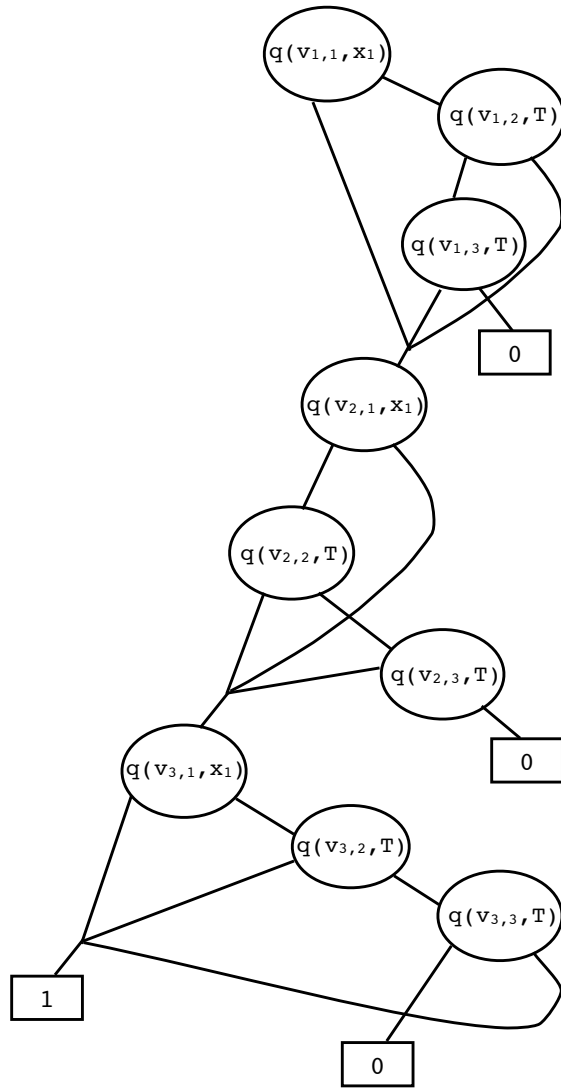 q(v₁,₁,x₁)
q(v₁,₂,T)
q(v₁,₃,T)
0
q(v₂,₁,x₁)
q(v₂,₂,T)
q(v₂,₃,T)
0
q(v₃,₁,x₁)
q(v₃,₂,T)
q(v₃,₃,T)
1
0